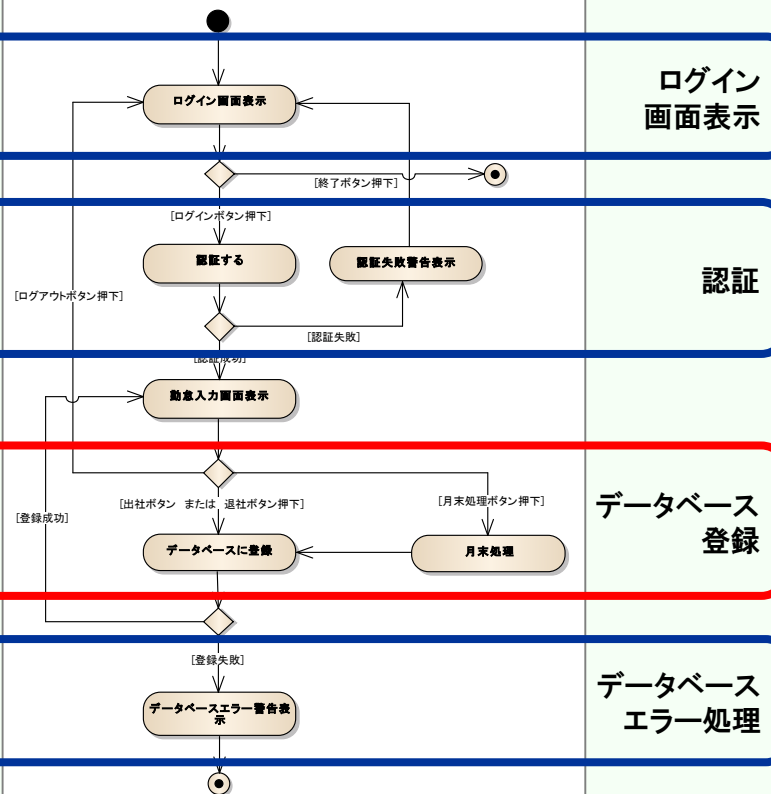 ログイン画面表示
ログイン
画面表示
[終了ボタン押下]
[ログインボタン押下]
認証する
認証失敗警告表示
認証
[ログアウトボタン押下]
[認証失敗]
[認証成功]
勤怠入力画面表示
[出社ボタン または 退社ボタン押下]
[月末処理ボタン押下]
データベース
登録
[登録成功]
データベースに登録
月末処理
[登録失敗]
データベース
エラー処理
データベースエラー警告表
示